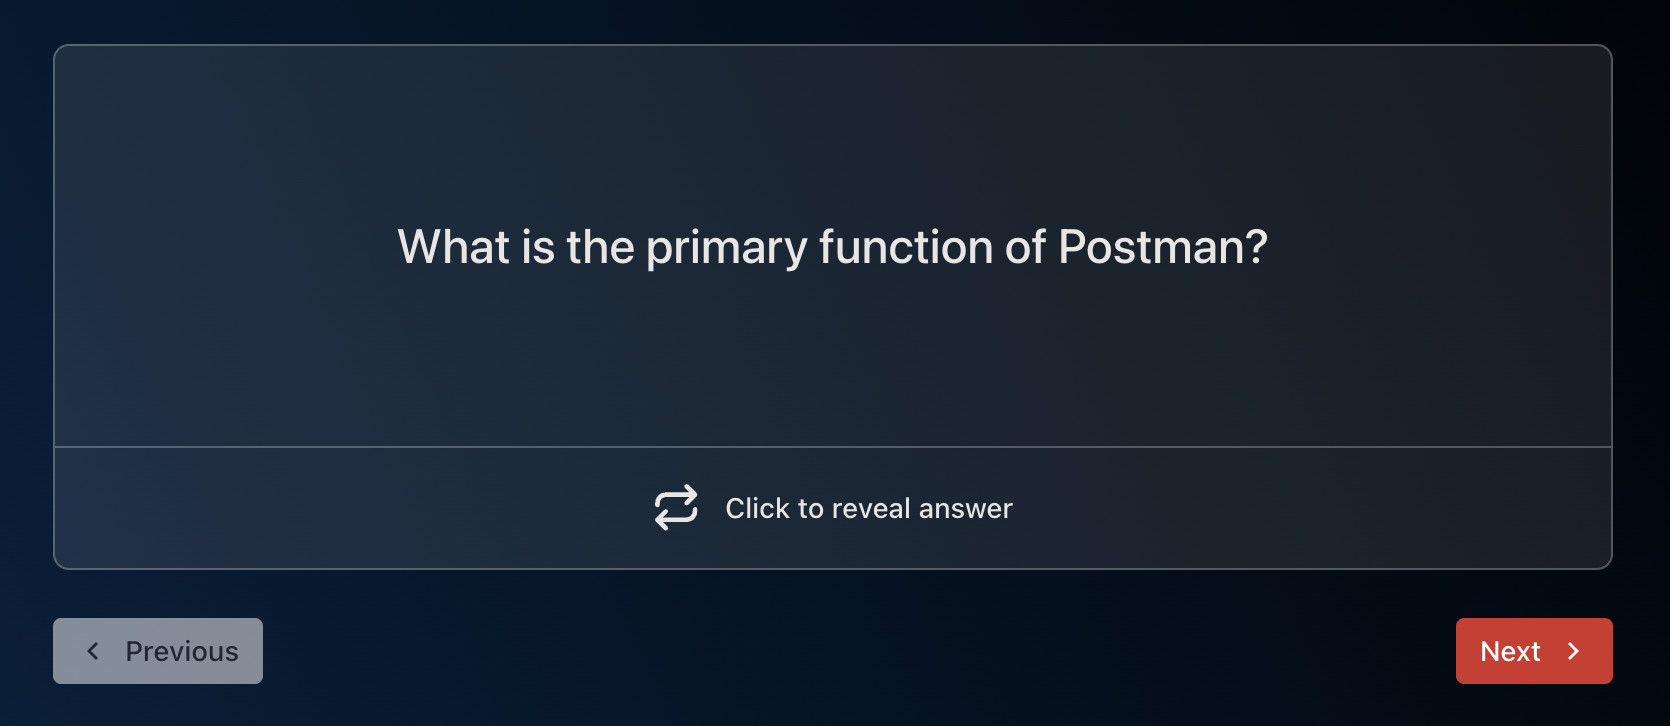 What is the primary function of Postman?
Click to reveal answer
Previous
Next